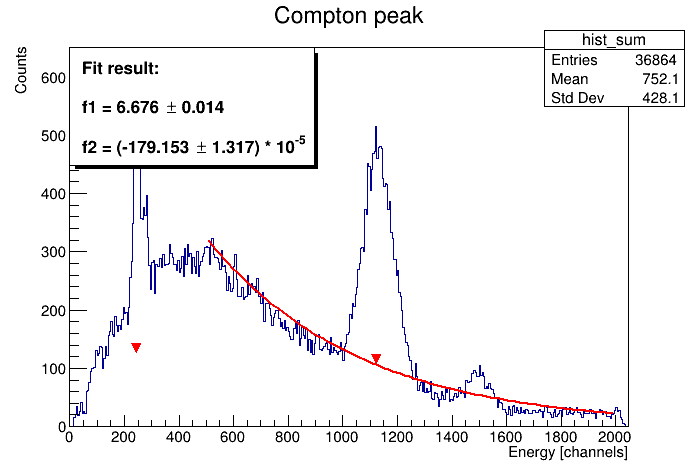 Compton peak
hist_sum
Entries 36864
Mean 752.1
Std Dev 428.1
Counts
Fit result:
f1 = 6.676 ± 0.014
f2 = (-179.153 ± 1.317) * 10^-5
600
500
400
300
200
100
0
0 200 400 600 800 1000 1200 1400 1600 1800 2000
Energy [channels]